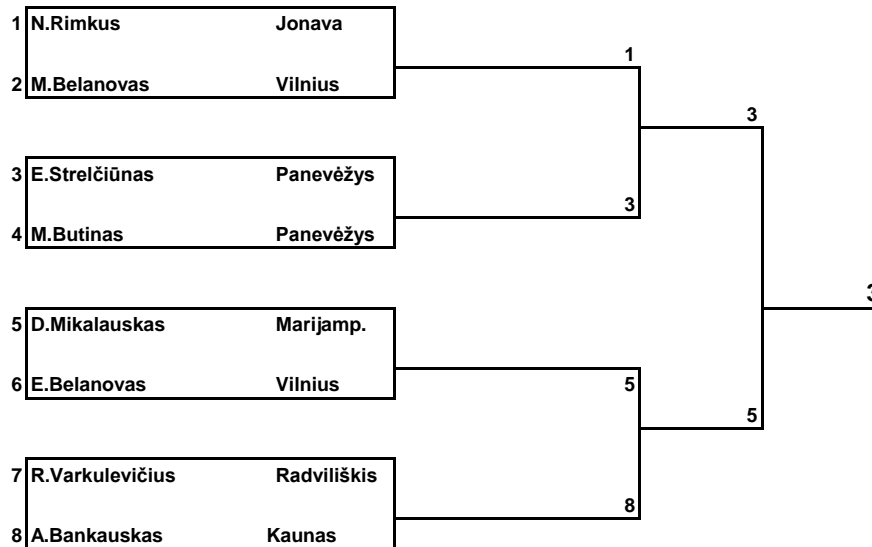 1 N.Rimkus Jonava
1
2 M.Belanovas Vilnius
3
3 E.Strelčiūnas Panevėžys
3
4 M.Butinas Panevėžys
3
5 D.Mikalauskas Marijamp.
5
6 E.Belanovas Vilnius
5
7 R.Varkulevičius Radviliškis
8
8 A.Bankauskas Kaunas